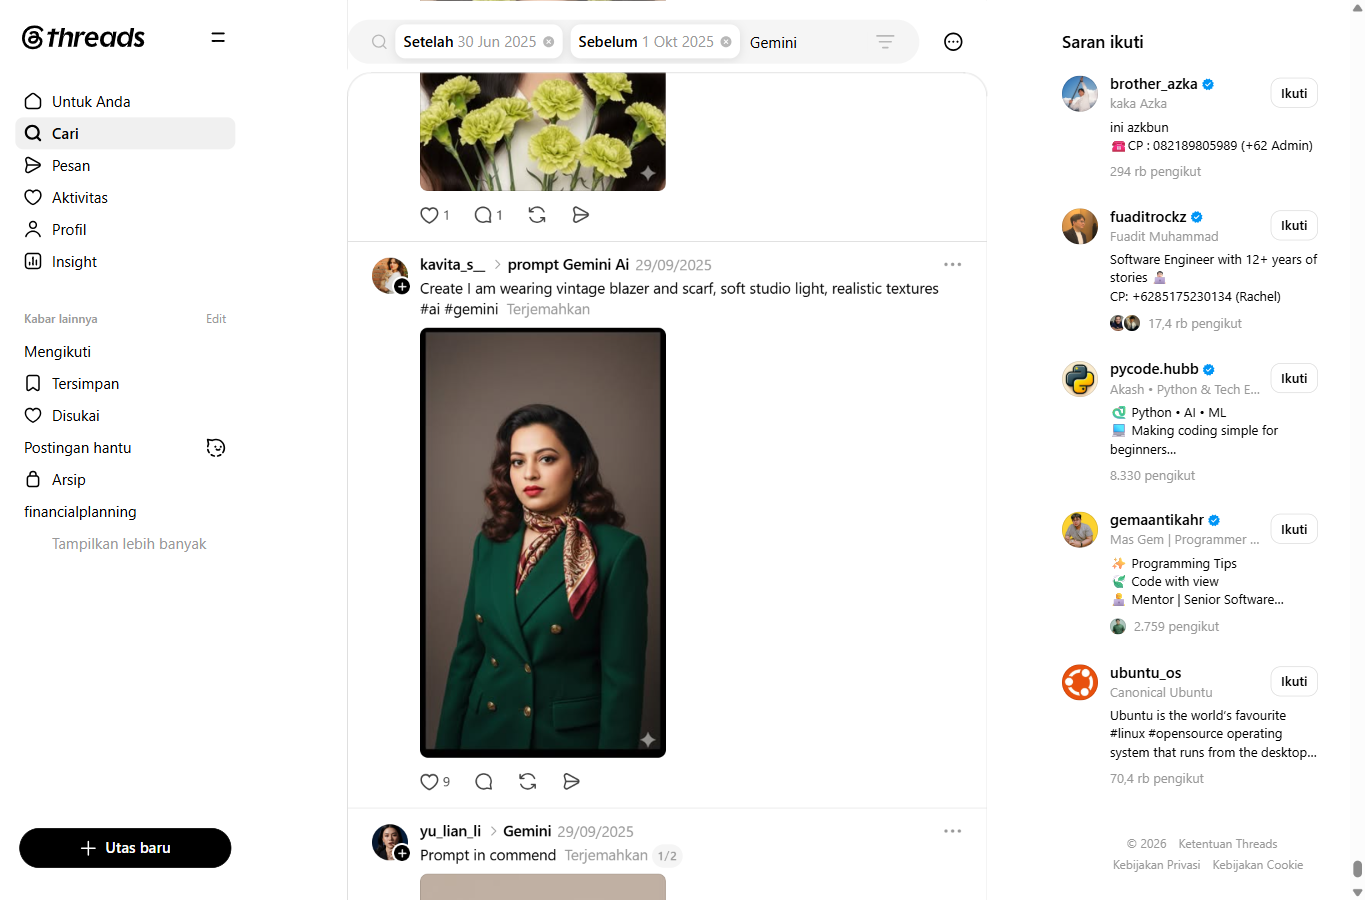 threads
Untuk Anda
Cari
Pesan
Aktivitas
Profil
Insight
Kabar lainnya
Edit
Mengikuti
Tersimpan
Disukai
Postingan hantu
Arsip
financialplanning
Tampilkan lebih banyak
Utas baru
Setelah 30 Jun 2025
Sebelum 1 Okt 2025
Gemini
1
1
kavita_s__ > prompt Gemini Ai 29/09/2025
Create I am wearing vintage blazer and scarf, soft studio light, realistic textures
#ai #gemini Terjemahkan
9
yu_lian_li > Gemini 29/09/2025
Prompt in commend Terjemahkan 1/2
Saran ikuti
brother_azka
Ikuti
kaka Azka
ini azkbun
☎️CP : 082189805989 (+62 Admin)
294 rb pengikut
fuaditrockz
Ikuti
Fuadit Muhammad
Software Engineer with 12+ years of
stories
CP: +6285175230134 (Rachel)
17,4 rb pengikut
pycode.hubb
Ikuti
Akash • Python & Tech E...
Python • AI • ML
Making coding simple for
beginners...
8.330 pengikut
gemaantikahr
Ikuti
Mas Gem | Programmer ...
Programming Tips
Code with view
Mentor | Senior Software...
2.759 pengikut
ubuntu_os
Ikuti
Canonical Ubuntu
Ubuntu is the world's favourite
#linux #opensource operating
system that runs from the desktop...
70,4 rb pengikut
© 2026 Ketentuan Threads
Kebijakan Privasi Kebijakan Cookie